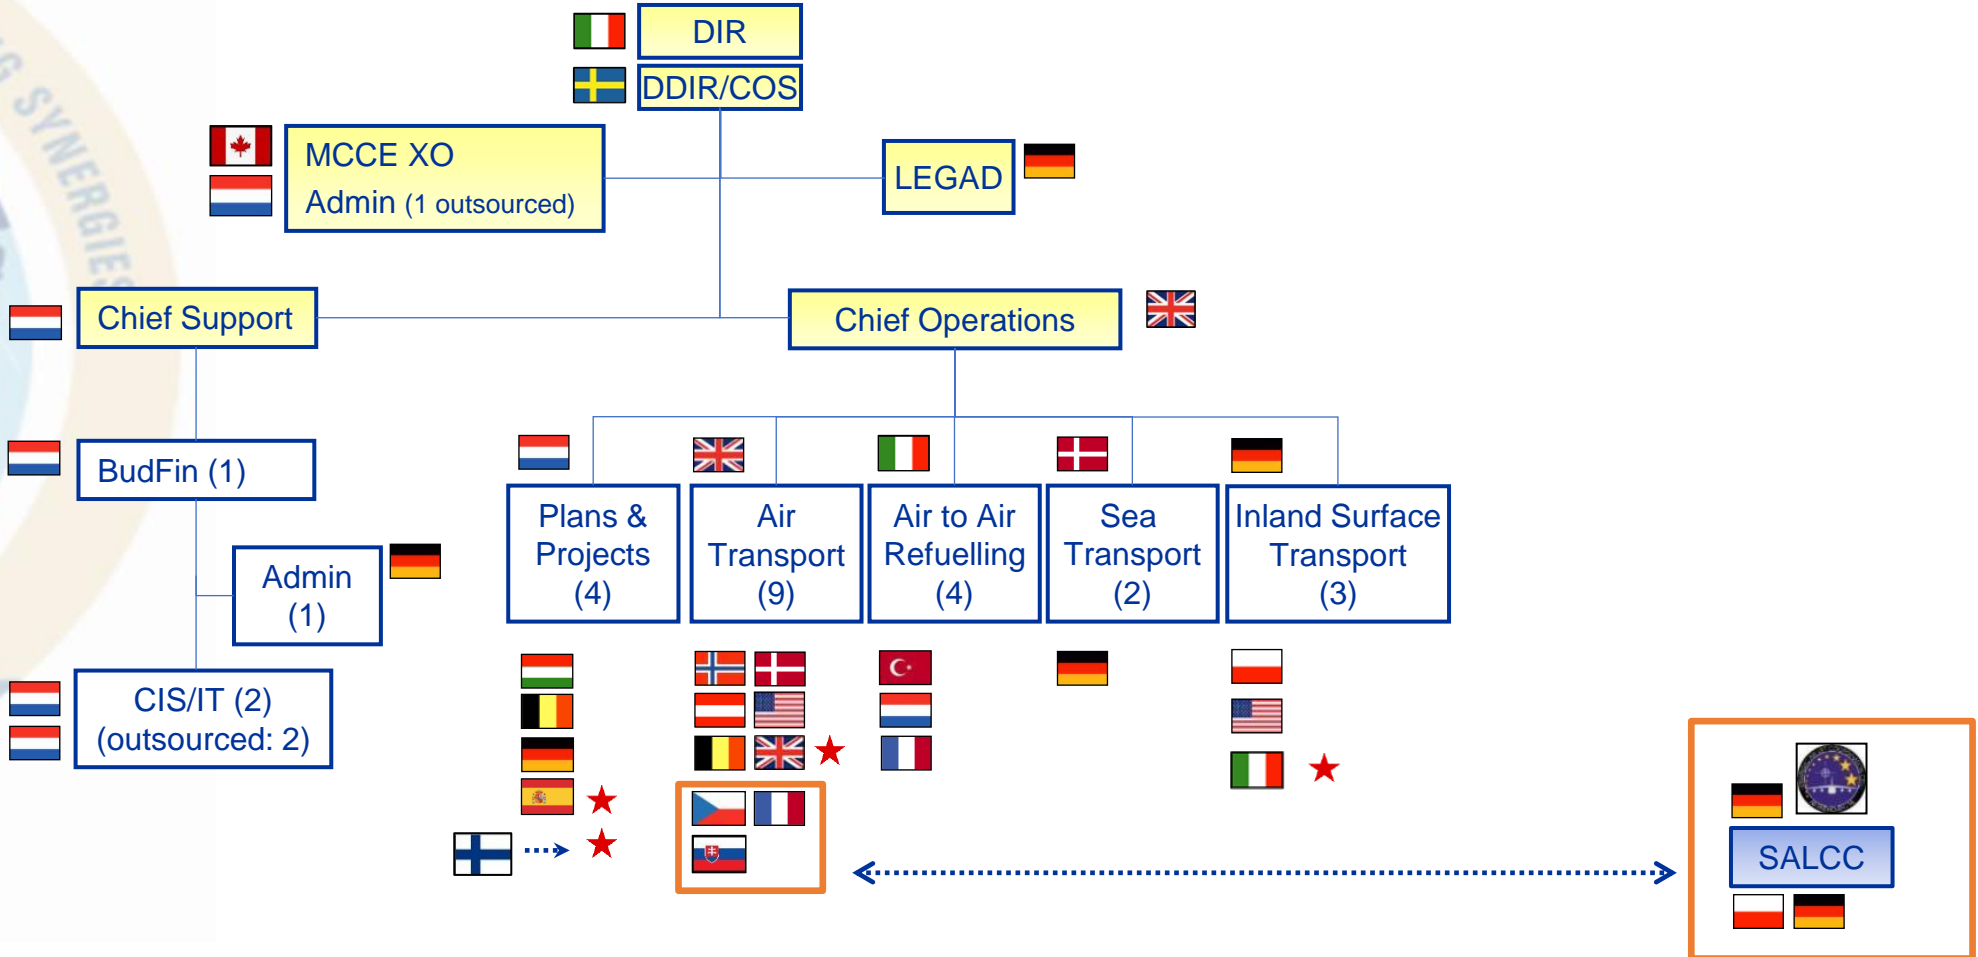 G SYNERGIES
DIR
DDIR/COS
MCCE XO
Admin (1 outsourced)
LEGAD
Chief Support
Chief Operations
BudFin (1)
Admin
(1)
CIS/IT (2)
(outsourced: 2)
Plans &
Projects
(4)
Air
Transport
(9)
Air to Air
Refuelling
(4)
Sea
Transport
(2)
Inland Surface
Transport
(3)
SALCC